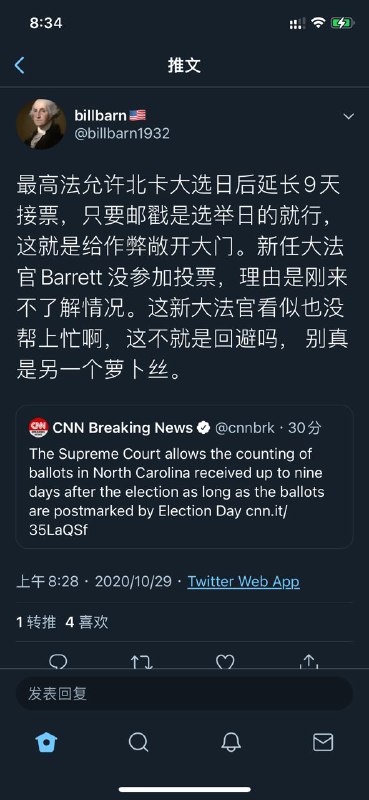 8:34
推文
billbarn🇺🇸
@billbarn1932
最高法允许北卡大选日后延长9天
接票，只要邮戳是选举日的就行，
这就是给作弊敞开大门。新任大法
官Barrett 没参加投票，理由是刚来
不了解情况。这新大法官看似也没
帮上忙啊，这不就是回避吗， 别真
是另一个萝卜丝。
CNN Breaking News @cnnbrk · 30分
The Supreme Court allows the counting of
ballots in North Carolina received up to nine
days after the election as long as the ballots
are postmarked by Election Day cnn.it/
35LaQSf
上午8:28 · 2020/10/29 · Twitter Web App
1 转推 4 喜欢
发表回复